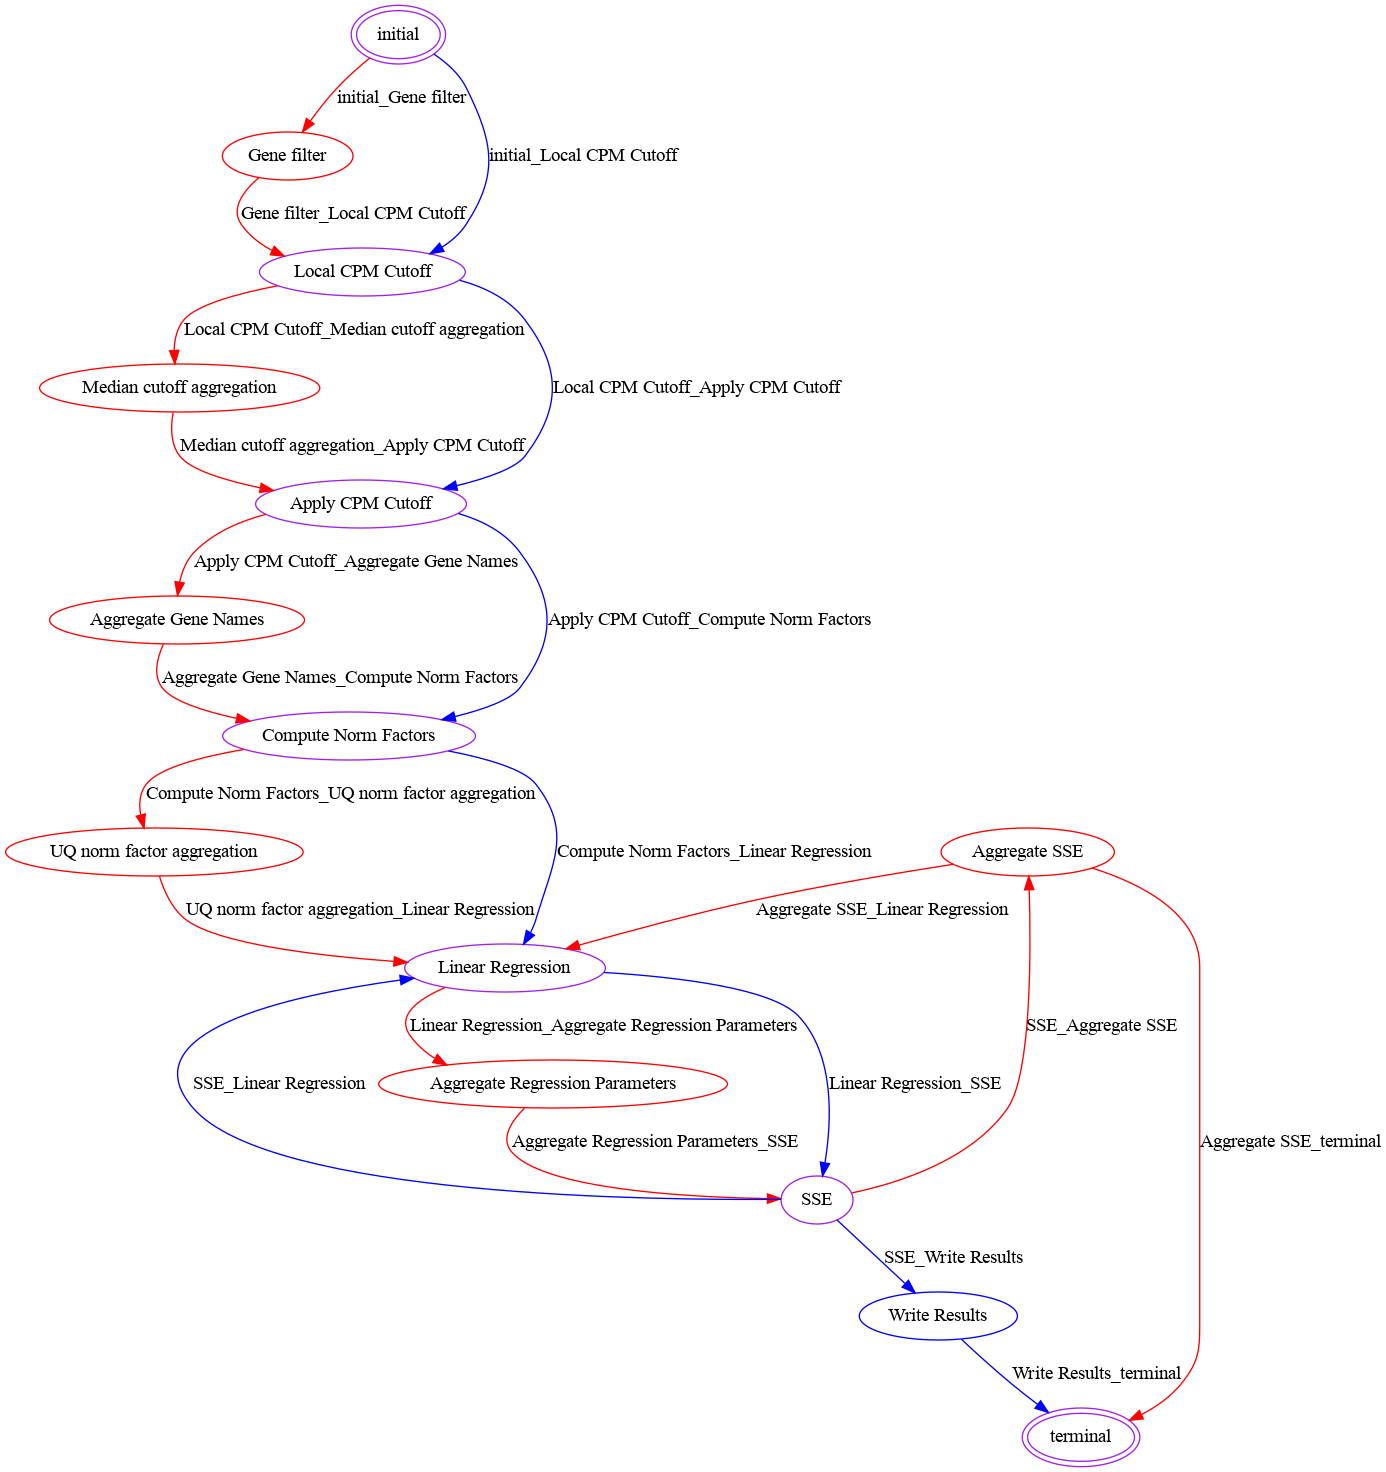 initial
initial_Gene filter
Gene filter
initial_Local CPM Cutoff
Gene filter_Local CPM Cutoff
Local CPM Cutoff
Local CPM Cutoff_Median cutoff aggregation
Median cutoff aggregation
Local CPM Cutoff_Apply CPM Cutoff
Median cutoff aggregation_Apply CPM Cutoff
Apply CPM Cutoff
Apply CPM Cutoff_Aggregate Gene Names
Aggregate Gene Names
Apply CPM Cutoff_Compute Norm Factors
Aggregate Gene Names_Compute Norm Factors
Compute Norm Factors
Compute Norm Factors_UQ norm factor aggregation
UQ norm factor aggregation
Compute Norm Factors_Linear Regression
Aggregate SSE
UQ norm factor aggregation_Linear Regression
Aggregate SSE_Linear Regression
Linear Regression
Linear Regression_Aggregate Regression Parameters
SSE_Aggregate SSE
SSE_Linear Regression
Aggregate Regression Parameters
Linear Regression_SSE
Aggregate Regression Parameters_SSE
Aggregate SSE_terminal
SSE
SSE_Write Results
Write Results
Write Results_terminal
terminal